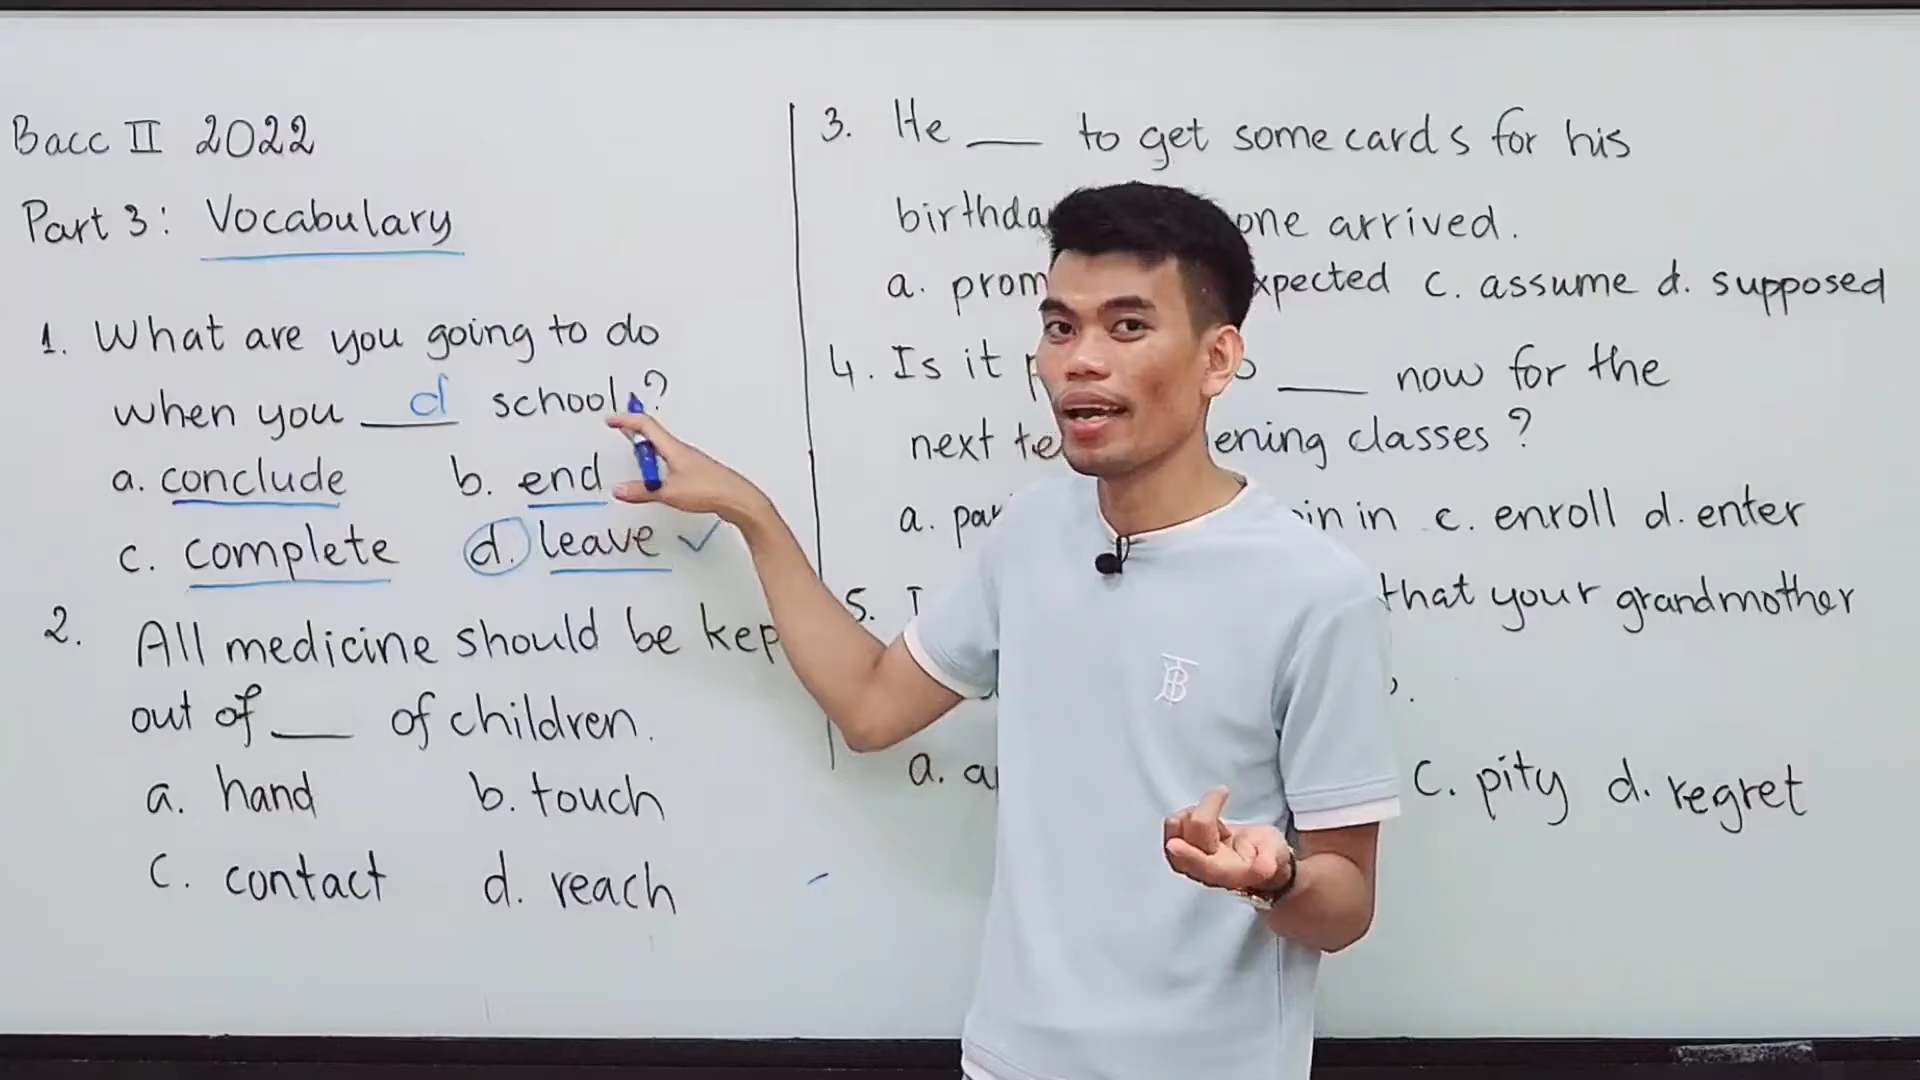 Bacc II 2022
Part 3: Vocabulary
1. What are you going to do
when you d school?
a. conclude b. end
c. complete d. leave ✓
2. All medicine should be kep
out of ___ of children.
a. hand b. touch
c. contact d. reach
3. He ___ to get some cards for his
birthda one arrived.
a. prom xpected c. assume d. supposed
4. Is it ___ now for the
next te ening classes?
a. par in in c. enroll d. enter
5. I that your grandmother
.
a. a c. pity d. regret
B